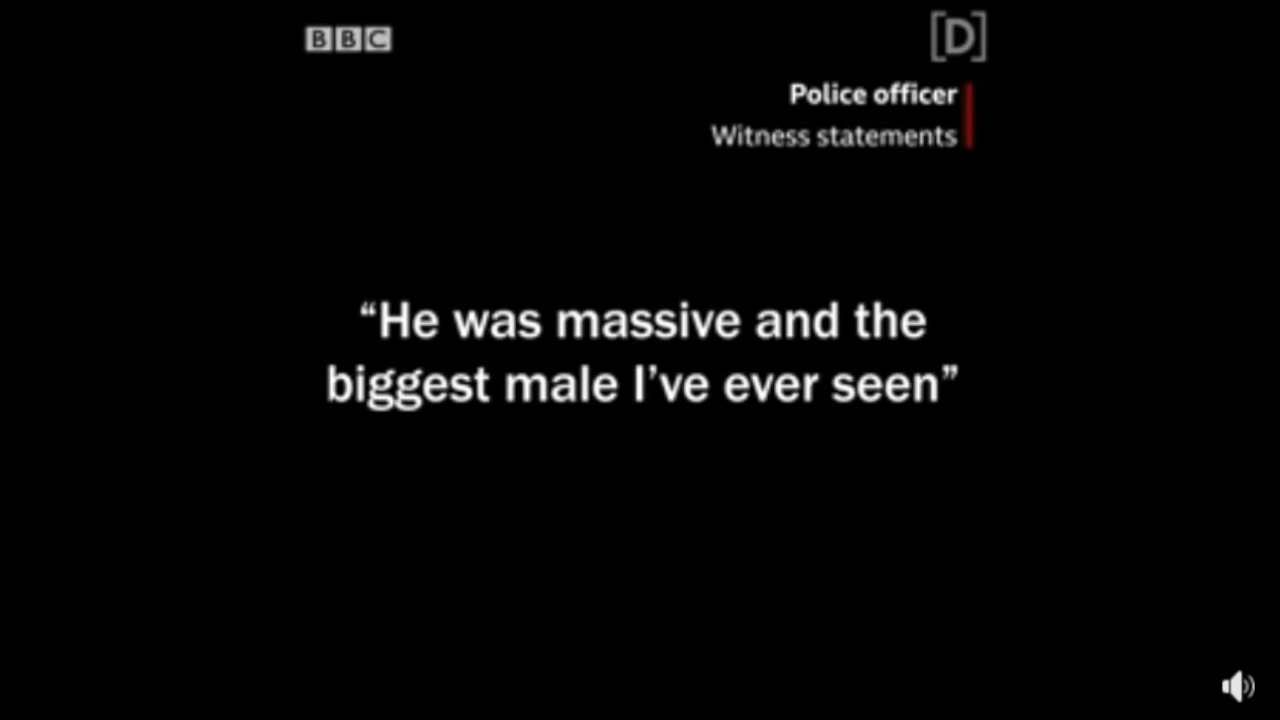 BBC
[D]
Police officer
Witness statements
“He was massive and the
biggest male I’ve ever seen”